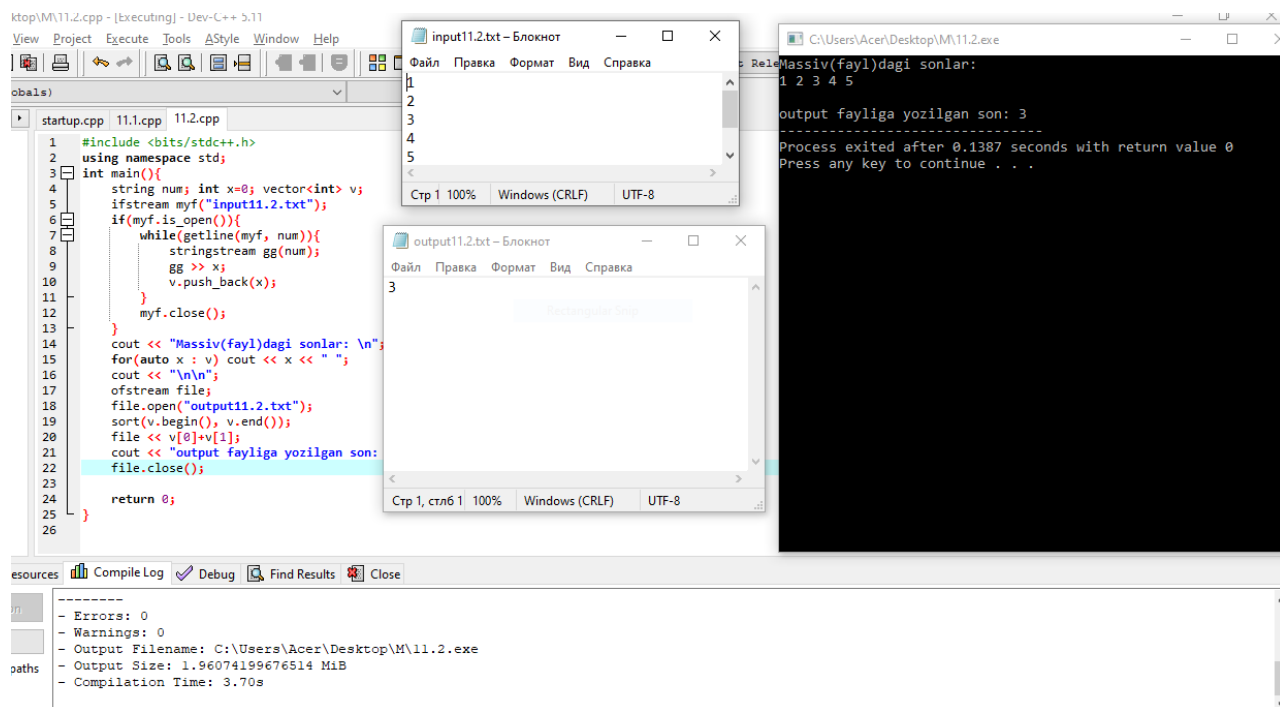 ktop\M\11.2.cpp - [Executing] - Dev-C++ 5.11
View Project Execute Tools AStyle Window Help
obals)
startup.cpp 11.1.cpp 11.2.cpp
1 #include <bits/stdc++.h>
2 using namespace std;
3 int main(){
4 string num; int x=0; vector<int> v;
5 ifstream myf("input11.2.txt");
6 if(myf.is_open()){
7 while(getline(myf, num)){
8 stringstream gg(num);
9 gg >> x;
10 v.push_back(x);
11 }
12 myf.close();
13 }
14 cout << "Massiv(fayl)dagi sonlar: \n";
15 for(auto x : v) cout << x << " ";
16 cout << "\n\n";
17 ofstream file;
18 file.open("output11.2.txt");
19 sort(v.begin(), v.end());
20 file << v[0]+v[1];
21 cout << "output fayliga yozilgan son:
22 file.close();
23
24 return 0;
25 }
26
input11.2.txt – Блокнот
Файл Правка Формат Вид Справка
1
2
3
4
5
Стр 1 100% Windows (CRLF) UTF-8
output11.2.txt – Блокнот
Файл Правка Формат Вид Справка
3
Rectangular Snip
Стр 1, стлб 1 100% Windows (CRLF) UTF-8
: Rele
C:\Users\Acer\Desktop\M\11.2.exe
Massiv(fayl)dagi sonlar:
1 2 3 4 5
output fayliga yozilgan son: 3
--------------------------------
Process exited after 0.1387 seconds with return value 0
Press any key to continue . . .
esources Compile Log Debug Find Results Close
on
paths
--------
- Errors: 0
- Warnings: 0
- Output Filename: C:\Users\Acer\Desktop\M\11.2.exe
- Output Size: 1.96074199676514 MiB
- Compilation Time: 3.70s